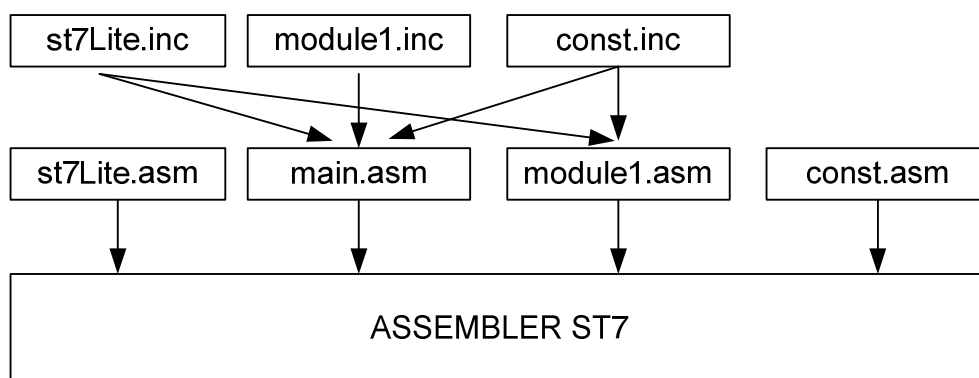 st7Lite.inc
module1.inc
const.inc
st7Lite.asm
main.asm
module1.asm
const.asm
ASSEMBLER ST7